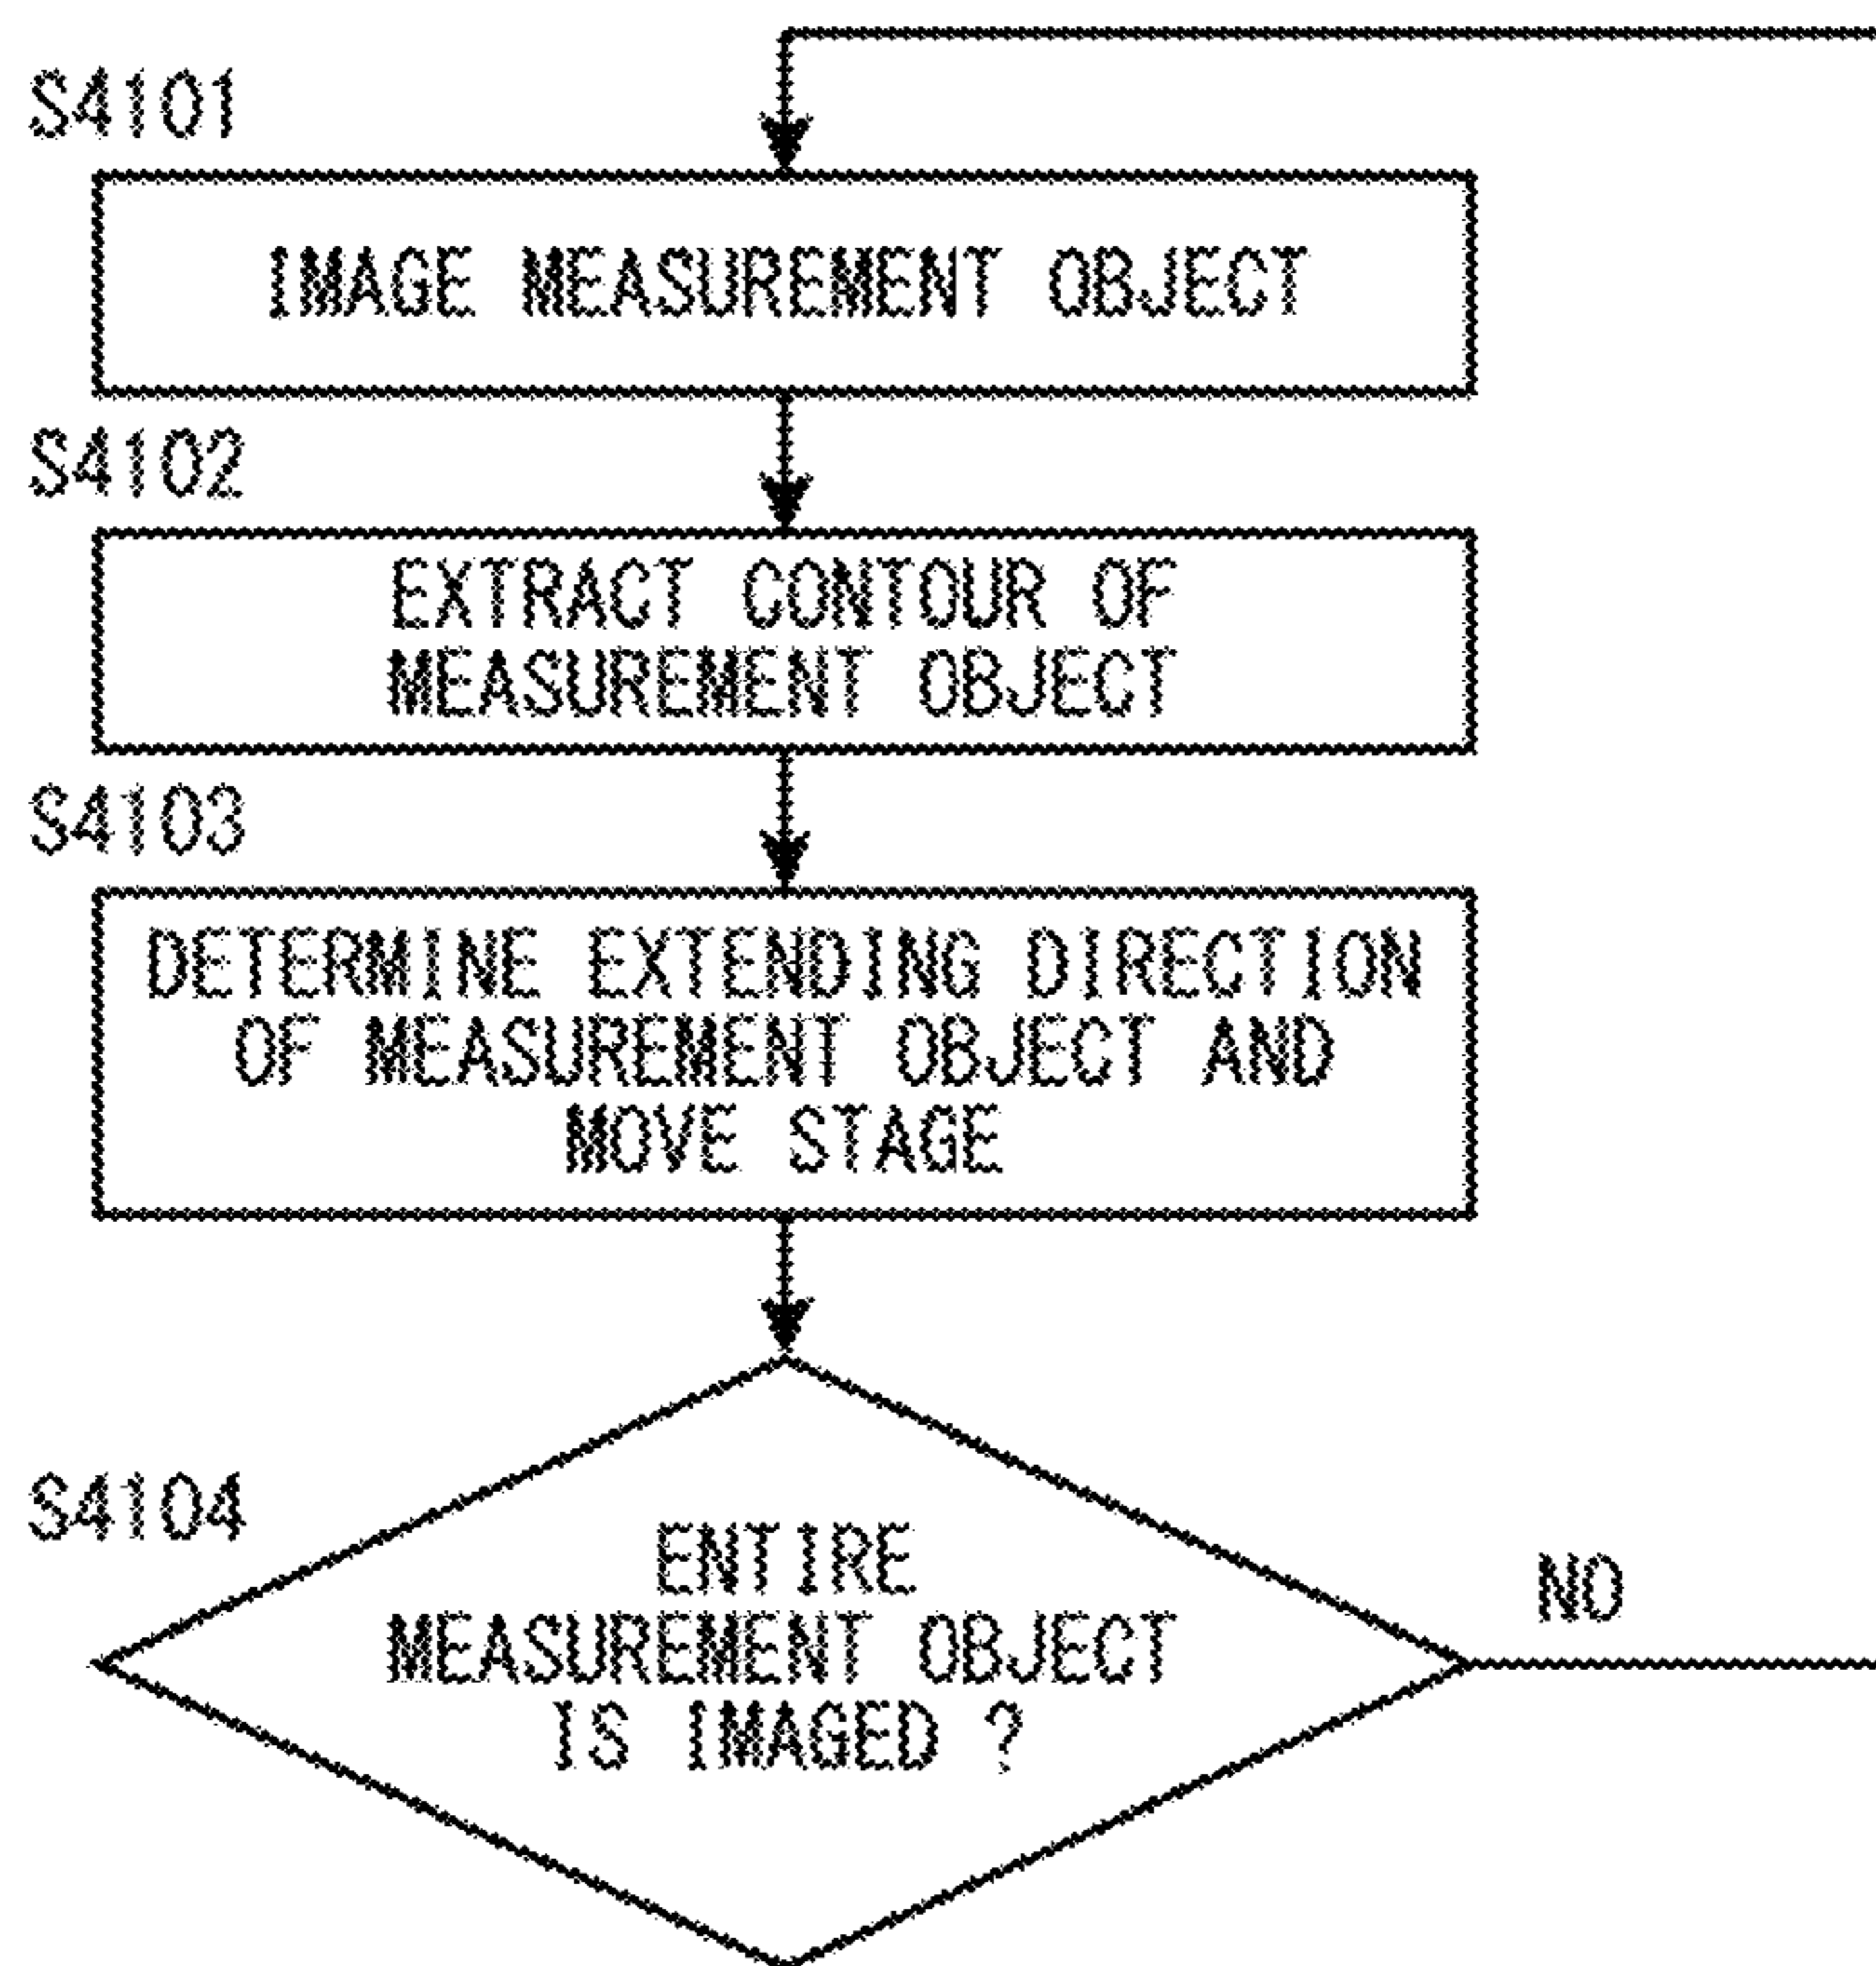 S4101
IMAGE MEASUREMENT OBJECT
S4102
EXTRACT CONTOUR OF
MEASUREMENT OBJECT
S4103
DETERMINE EXTENDING DIRECTION
OF MEASUREMENT OBJECT AND
MOVE STAGE
S4104
ENTIRE
MEASUREMENT OBJECT
IS IMAGED ?
NO